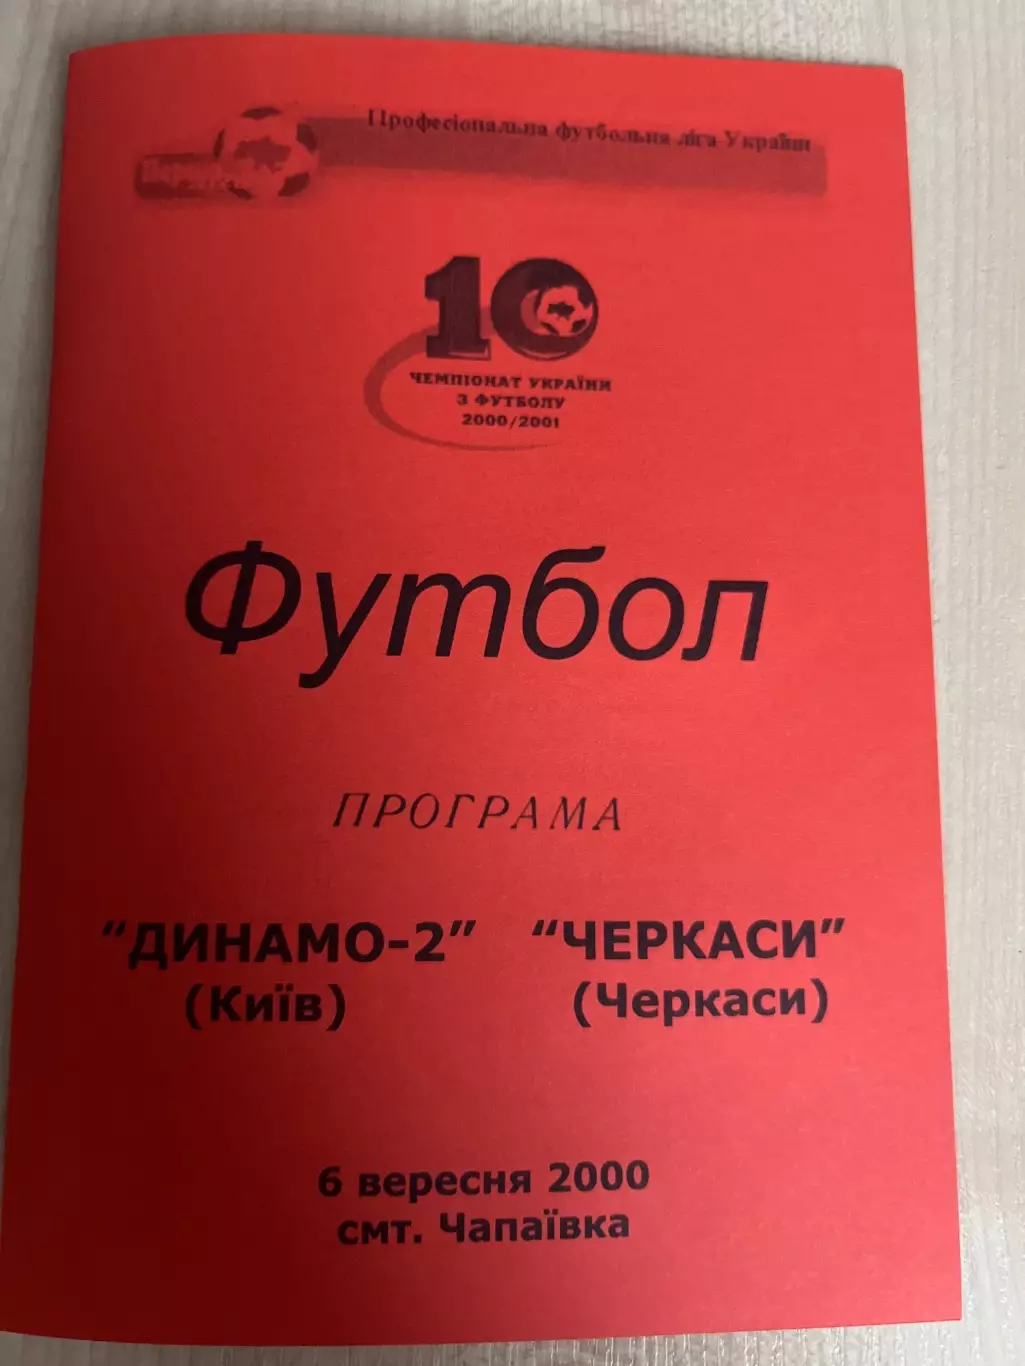 Професіональна футбольна ліга України
10
ЧЕМПІОНАТ УКРАЇНИ
З ФУТБОЛУ
2000/2001
Футбол
ПРОГРАМА
“ДИНАМО-2” “ЧЕРКАСИ”
(Київ) (Черкаси)
6 вересня 2000
смт. Чапаївка